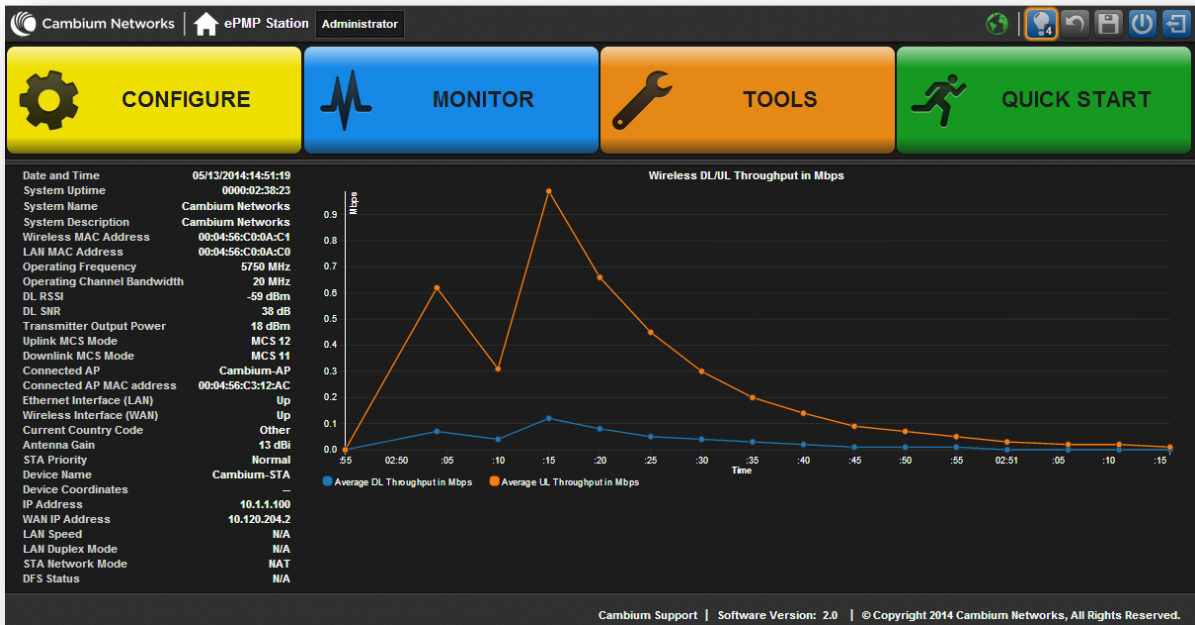 Cambium Networks | ePMP Station Administrator
4
CONFIGURE
MONITOR
TOOLS
QUICK START
Date and Time 05/13/2014:14:51:19
System Uptime 0000:02:38:23
System Name Cambium Networks
System Description Cambium Networks
Wireless MAC Address 00:04:56:C0:0A:C1
LAN MAC Address 00:04:56:C0:0A:C0
Operating Frequency 5750 MHz
Operating Channel Bandwidth 20 MHz
DL RSSI -59 dBm
DL SNR 38 dB
Transmitter Output Power 18 dBm
Uplink MCS Mode MCS 12
Downlink MCS Mode MCS 11
Connected AP Cambium-AP
Connected AP MAC address 00:04:56:C3:12:AC
Ethernet Interface (LAN) Up
Wireless Interface (WAN) Up
Current Country Code Other
Antenna Gain 13 dBi
STA Priority Normal
Device Name Cambium-STA
Device Coordinates --
IP Address 10.1.1.100
WAN IP Address 10.120.204.2
LAN Speed N/A
LAN Duplex Mode N/A
STA Network Mode NAT
DFS Status N/A
Wireless DL/UL Throughput in Mbps
Mbps
0.9
0.8
0.7
0.6
0.5
0.4
0.3
0.2
0.1
0.0
:55 02:50 :05 :10 :15 :20 :25 :30 :35 :40 :45 :50 :55 02:51 :05 :10 :15
Time
Average DL Throughput in Mbps Average UL Throughput in Mbps
Cambium Support | Software Version: 2.0 | © Copyright 2014 Cambium Networks, All Rights Reserved.